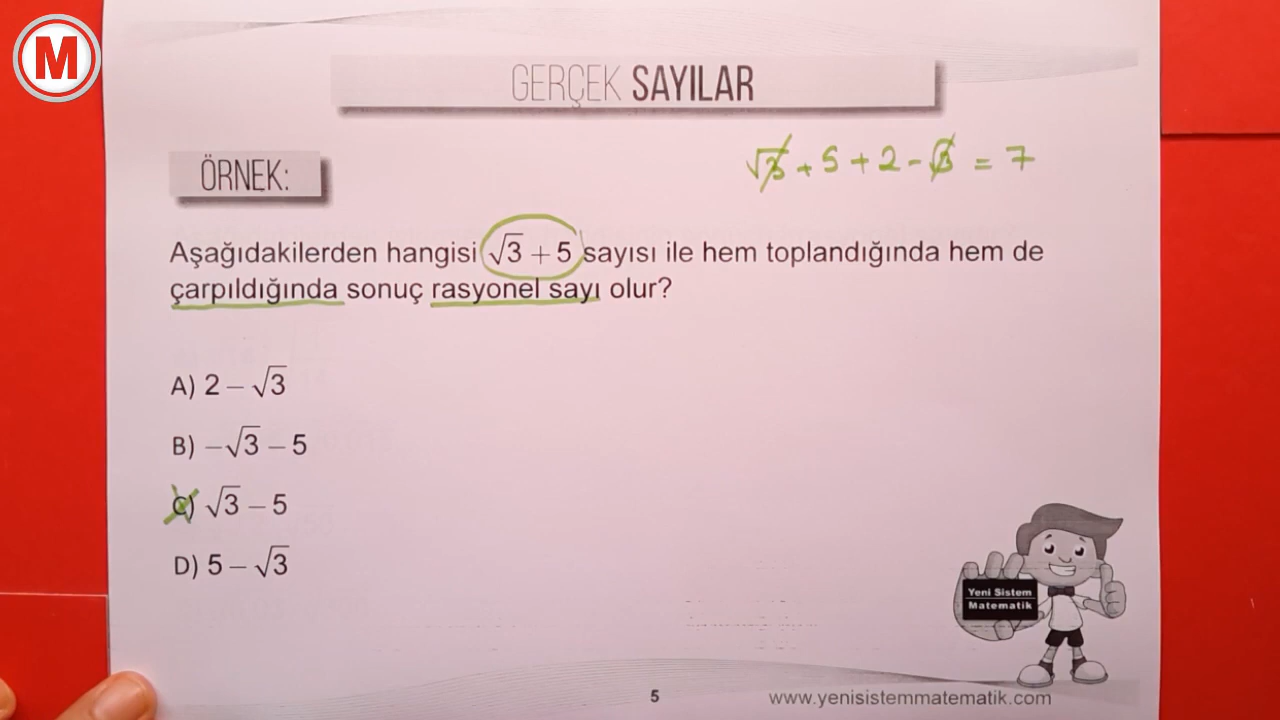 M
GERÇEK SAYILAR
√3 + 5 + 2 - √3 = 7
ÖRNEK:
Aşağıdakilerden hangisi √3 + 5 sayısı ile hem toplandığında hem de
çarpıldığında sonuç rasyonel sayı olur?
A) 2 – √3
B) –√3 – 5
C) √3 – 5
D) 5 – √3
Yeni Sistem
Matematik
5
www.yenisistemmatematik.com